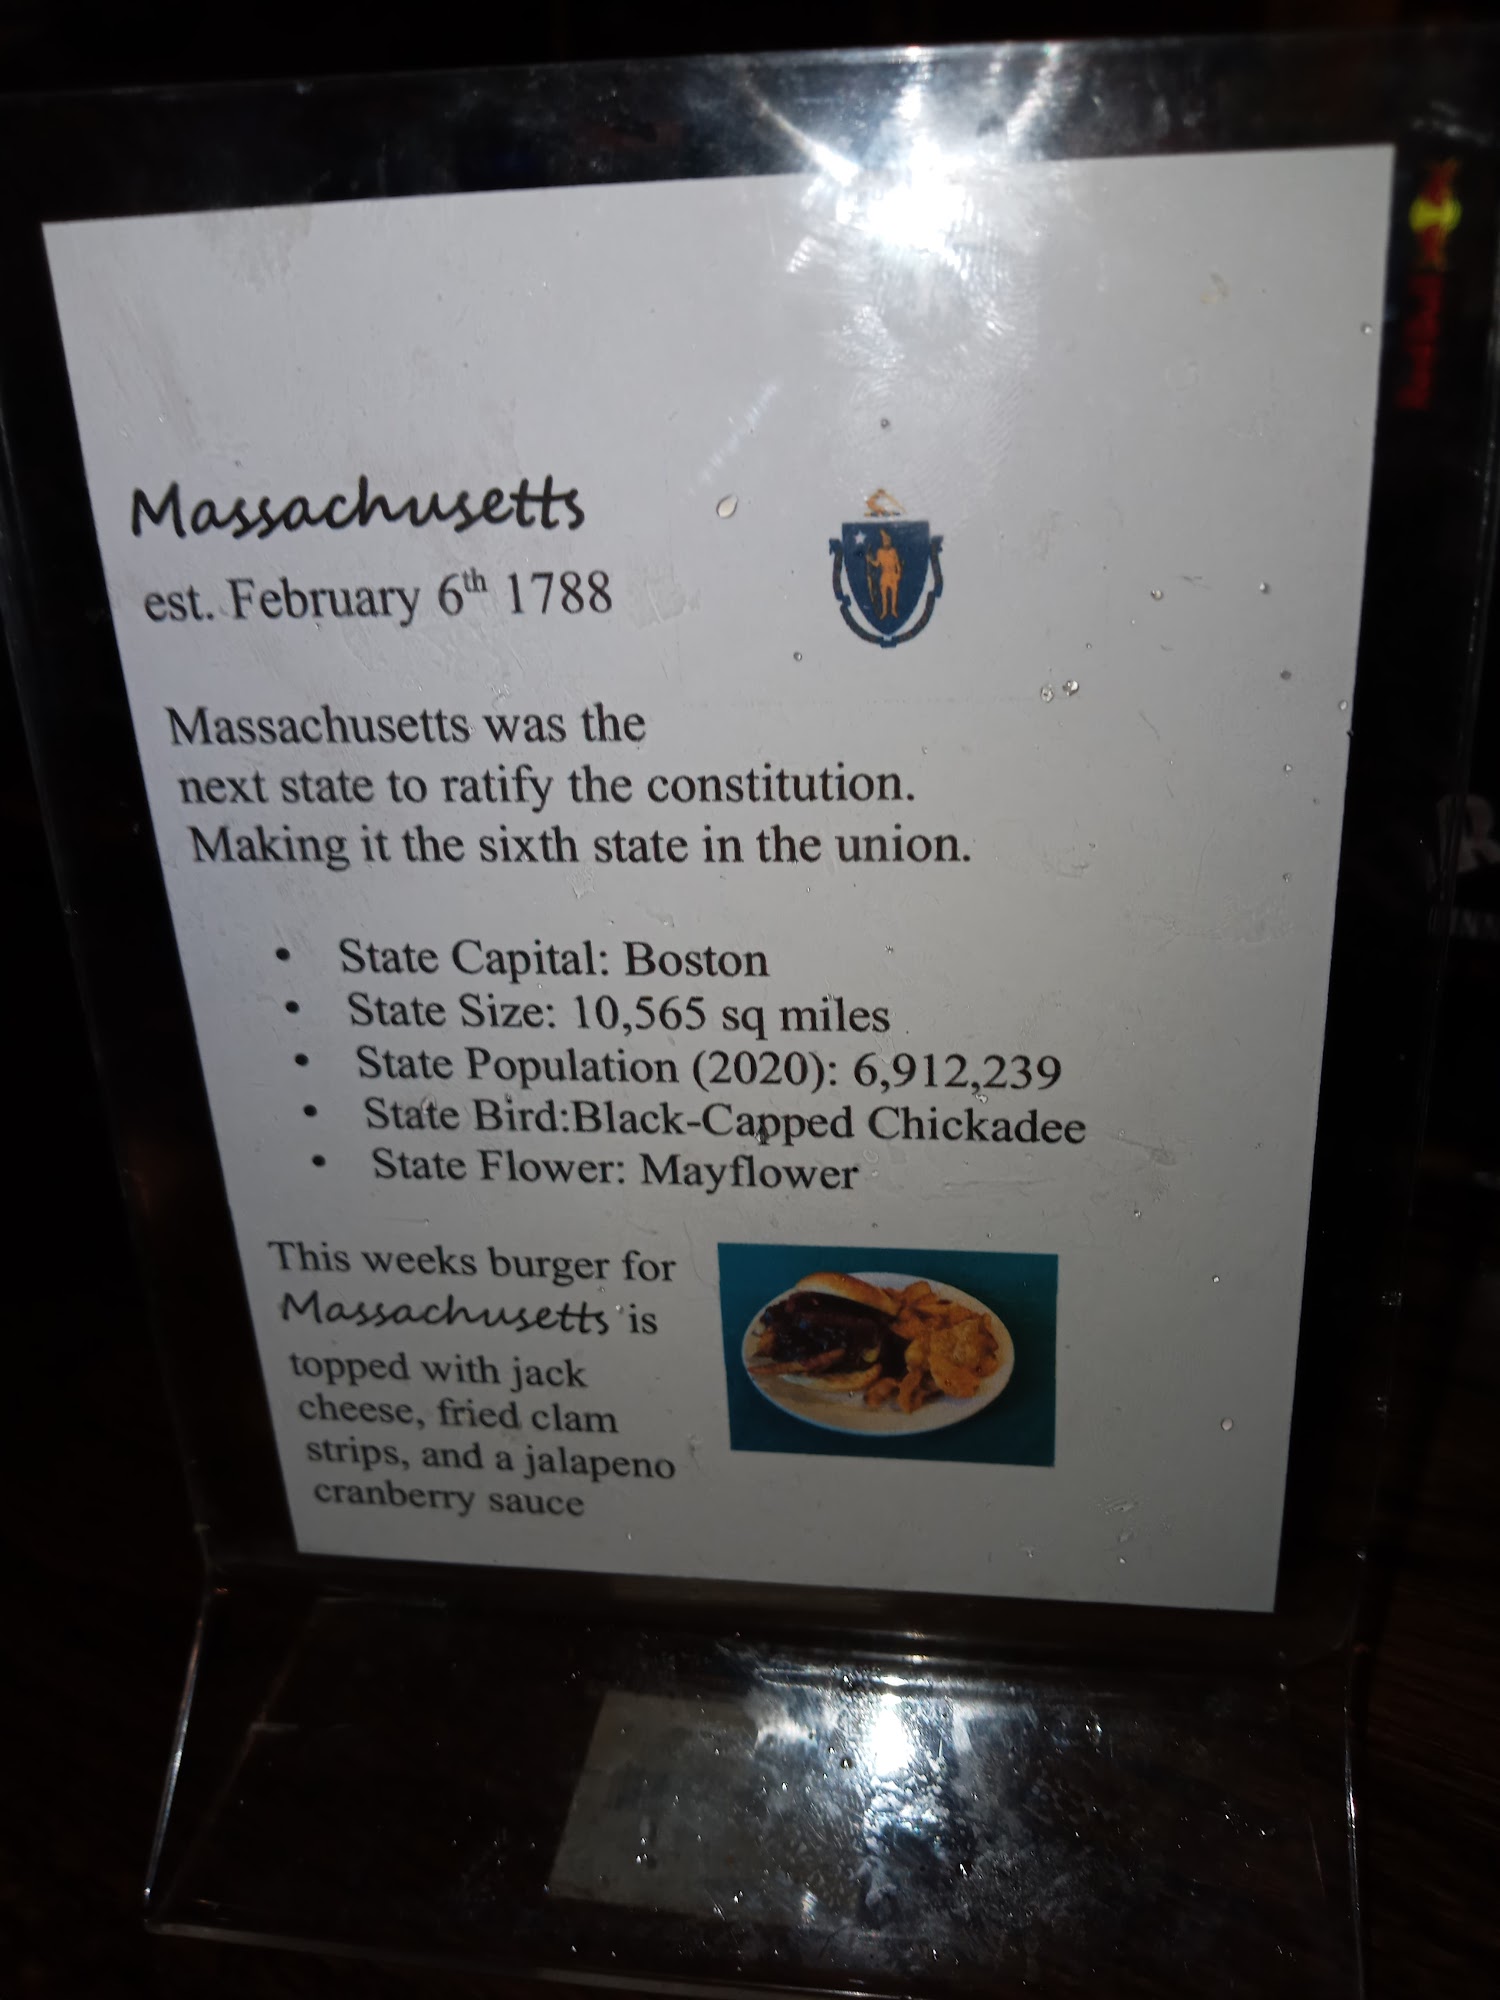 Massachusetts
est. February 6th 1788
Massachusetts was the
next state to ratify the constitution.
Making it the sixth state in the union.
• State Capital: Boston
• State Size: 10,565 sq miles
• State Population (2020): 6,912,239
• State Bird:Black-Capped Chickadee
• State Flower: Mayflower
This weeks burger for
Massachusetts is
topped with jack
cheese, fried clam
strips, and a jalapeno
cranberry sauce